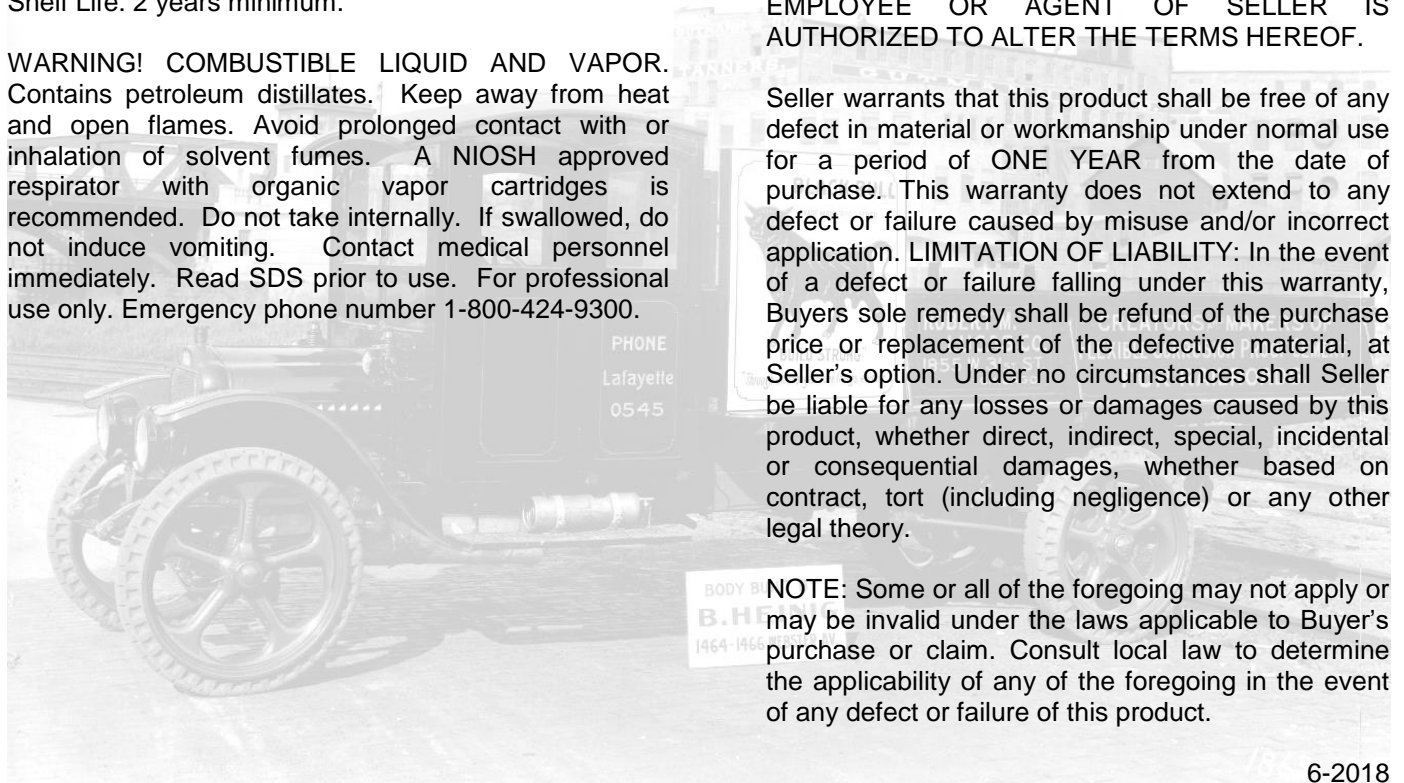 Shelf Life: 2 years minimum.
WARNING! COMBUSTIBLE LIQUID AND VAPOR.
Contains petroleum distillates. Keep away from heat
and open flames. Avoid prolonged contact with or
inhalation of solvent fumes. A NIOSH approved
respirator with organic vapor cartridges is
recommended. Do not take internally. If swallowed, do
not induce vomiting. Contact medical personnel
immediately. Read SDS prior to use. For professional
use only. Emergency phone number 1-800-424-9300.
EMPLOYEE OR AGENT OF SELLER IS
AUTHORIZED TO ALTER THE TERMS HEREOF.
Seller warrants that this product shall be free of any
defect in material or workmanship under normal use
for a period of ONE YEAR from the date of
purchase. This warranty does not extend to any
defect or failure caused by misuse and/or incorrect
application. LIMITATION OF LIABILITY: In the event
of a defect or failure falling under this warranty,
Buyers sole remedy shall be refund of the purchase
price or replacement of the defective material, at
Seller's option. Under no circumstances shall Seller
be liable for any losses or damages caused by this
product, whether direct, indirect, special, incidental
or consequential damages, whether based on
contract, tort (including negligence) or any other
legal theory.
NOTE: Some or all of the foregoing may not apply or
may be invalid under the laws applicable to Buyer's
purchase or claim. Consult local law to determine
the applicability of any of the foregoing in the event
of any defect or failure of this product.
6-2018
PHONE
Lafayette
0545
BUILT STRONG
CREATORS MAKERS OF
BODY
B. HEINIG
1464-1466 WEBSTER AV.